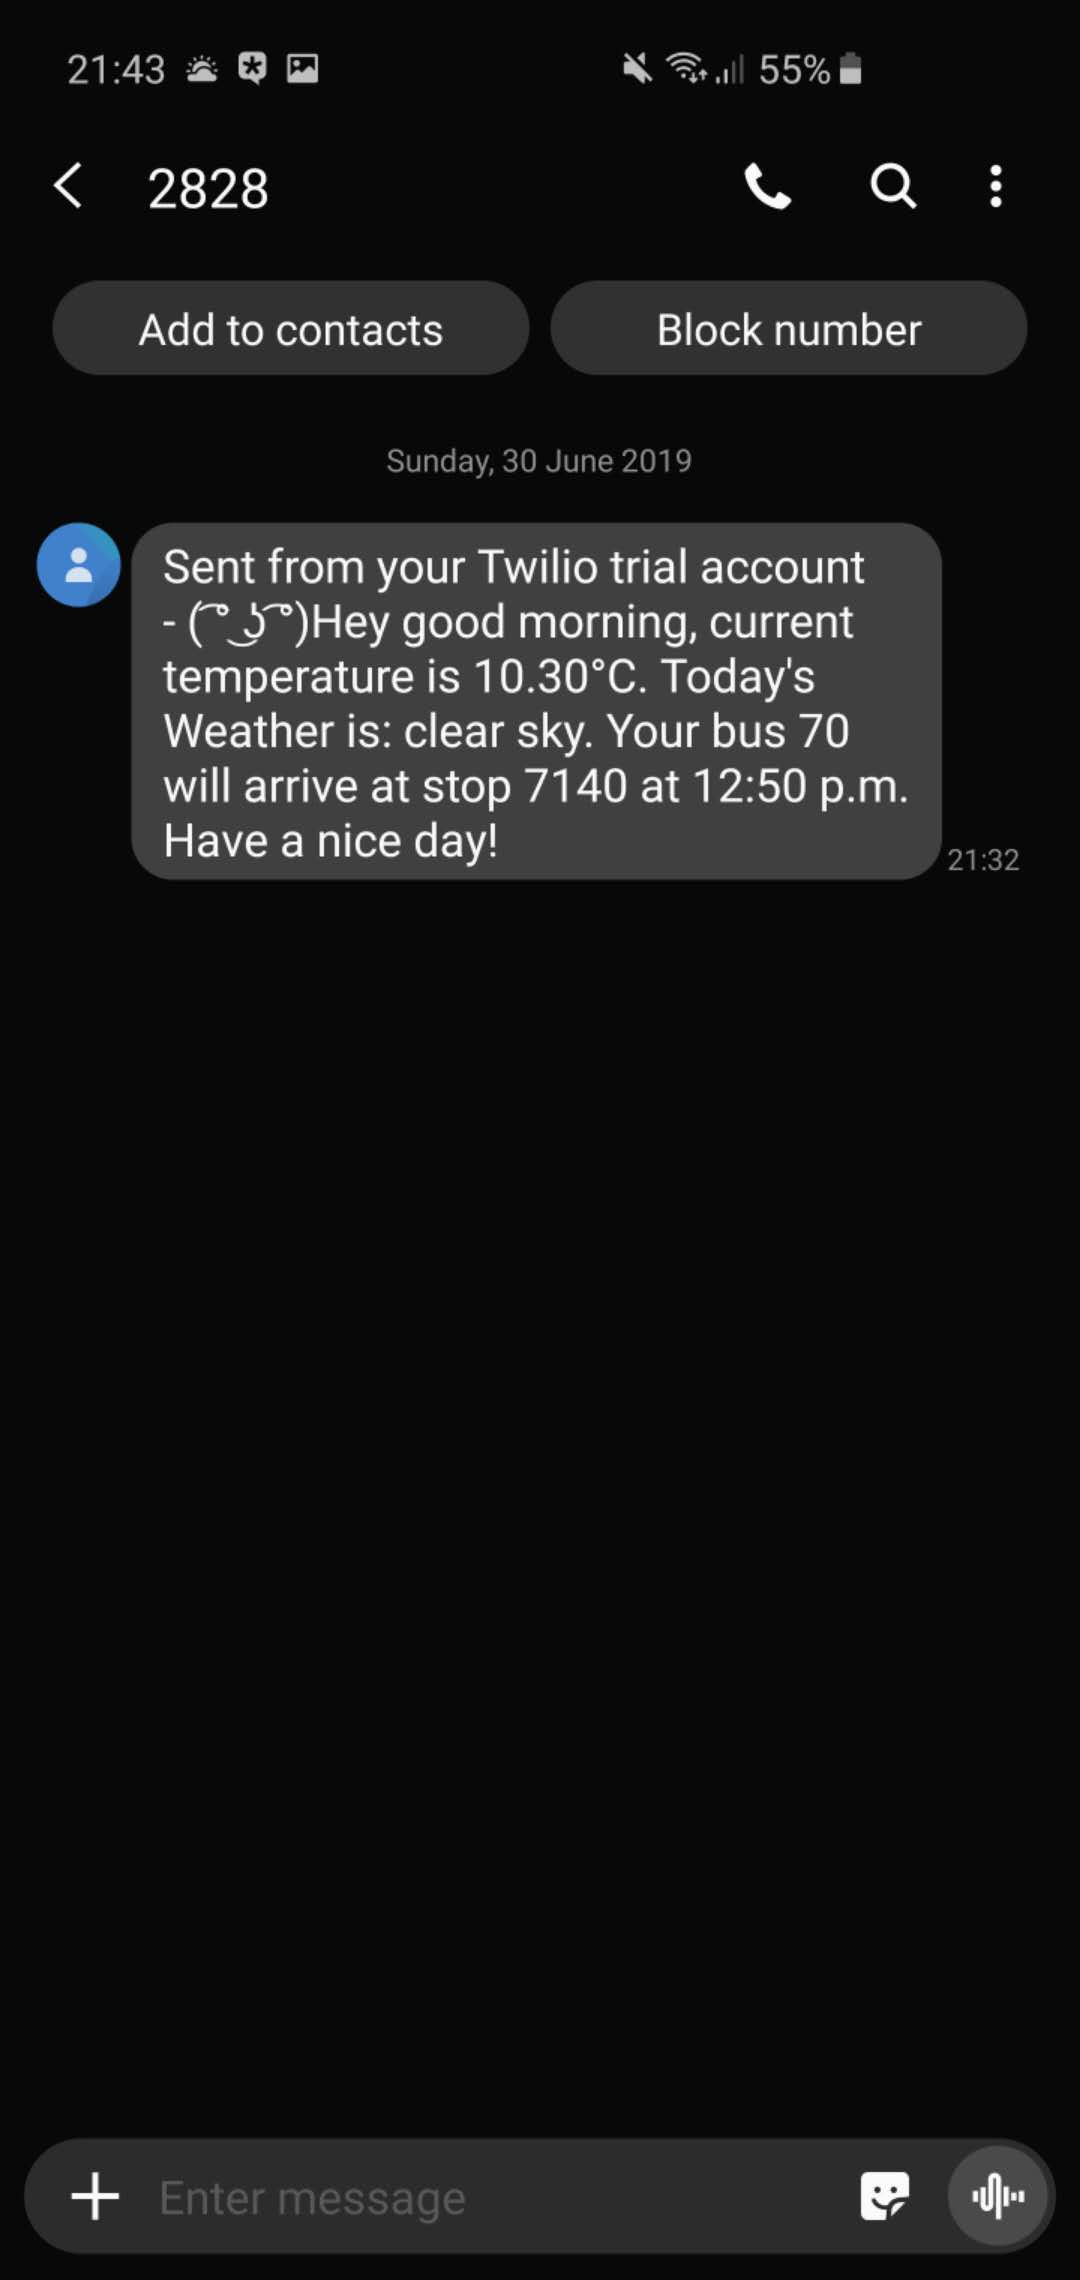 21:43
55%
2828
Add to contacts
Block number
Sunday, 30 June 2019
Sent from your Twilio trial account
- ( ͡° ͜ʖ ͡°)Hey good morning, current
temperature is 10.30°C. Today's
Weather is: clear sky. Your bus 70
will arrive at stop 7140 at 12:50 p.m.
Have a nice day!
21:32
Enter message